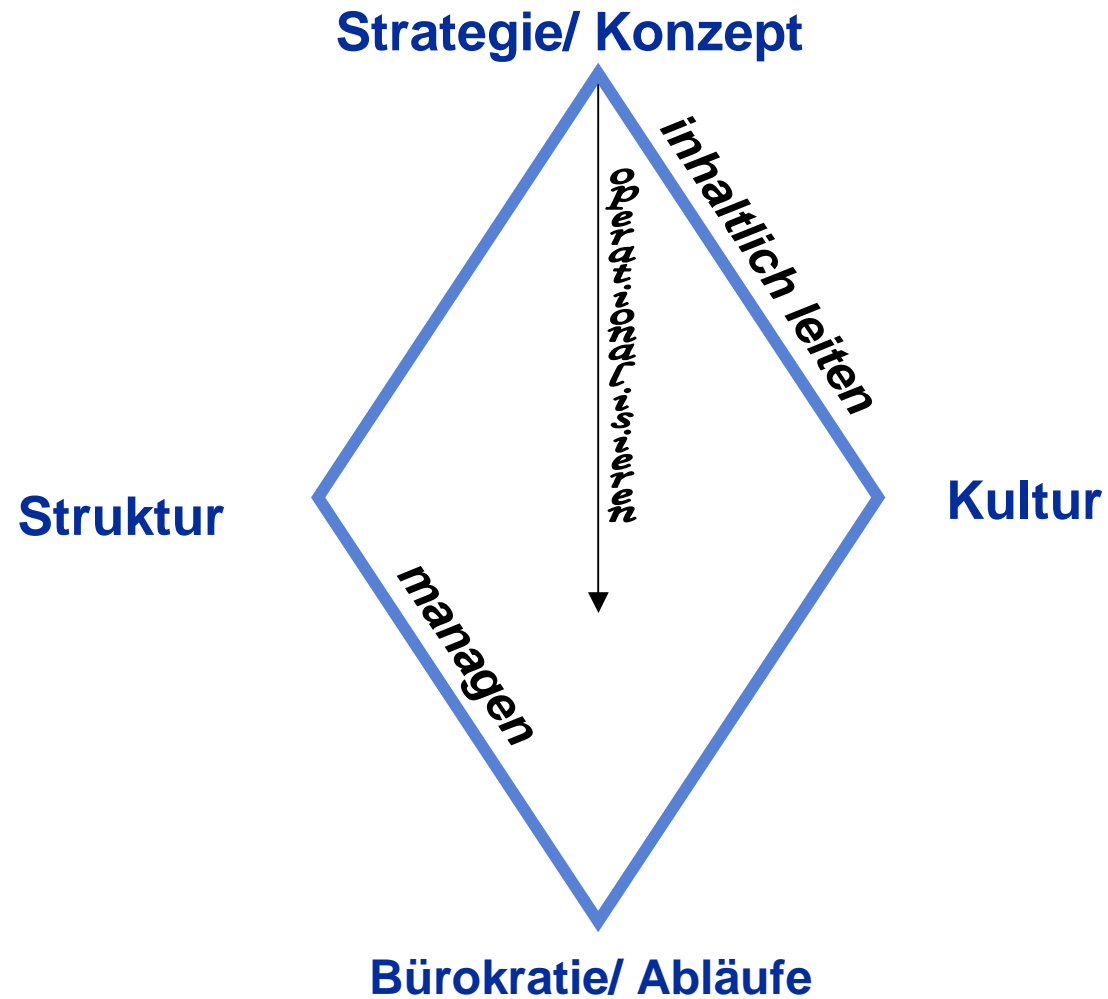 Strategie/ Konzept
inhaltlich leiten
operationalisieren
Struktur
Kultur
managen
Bürokratie/ Abläufe